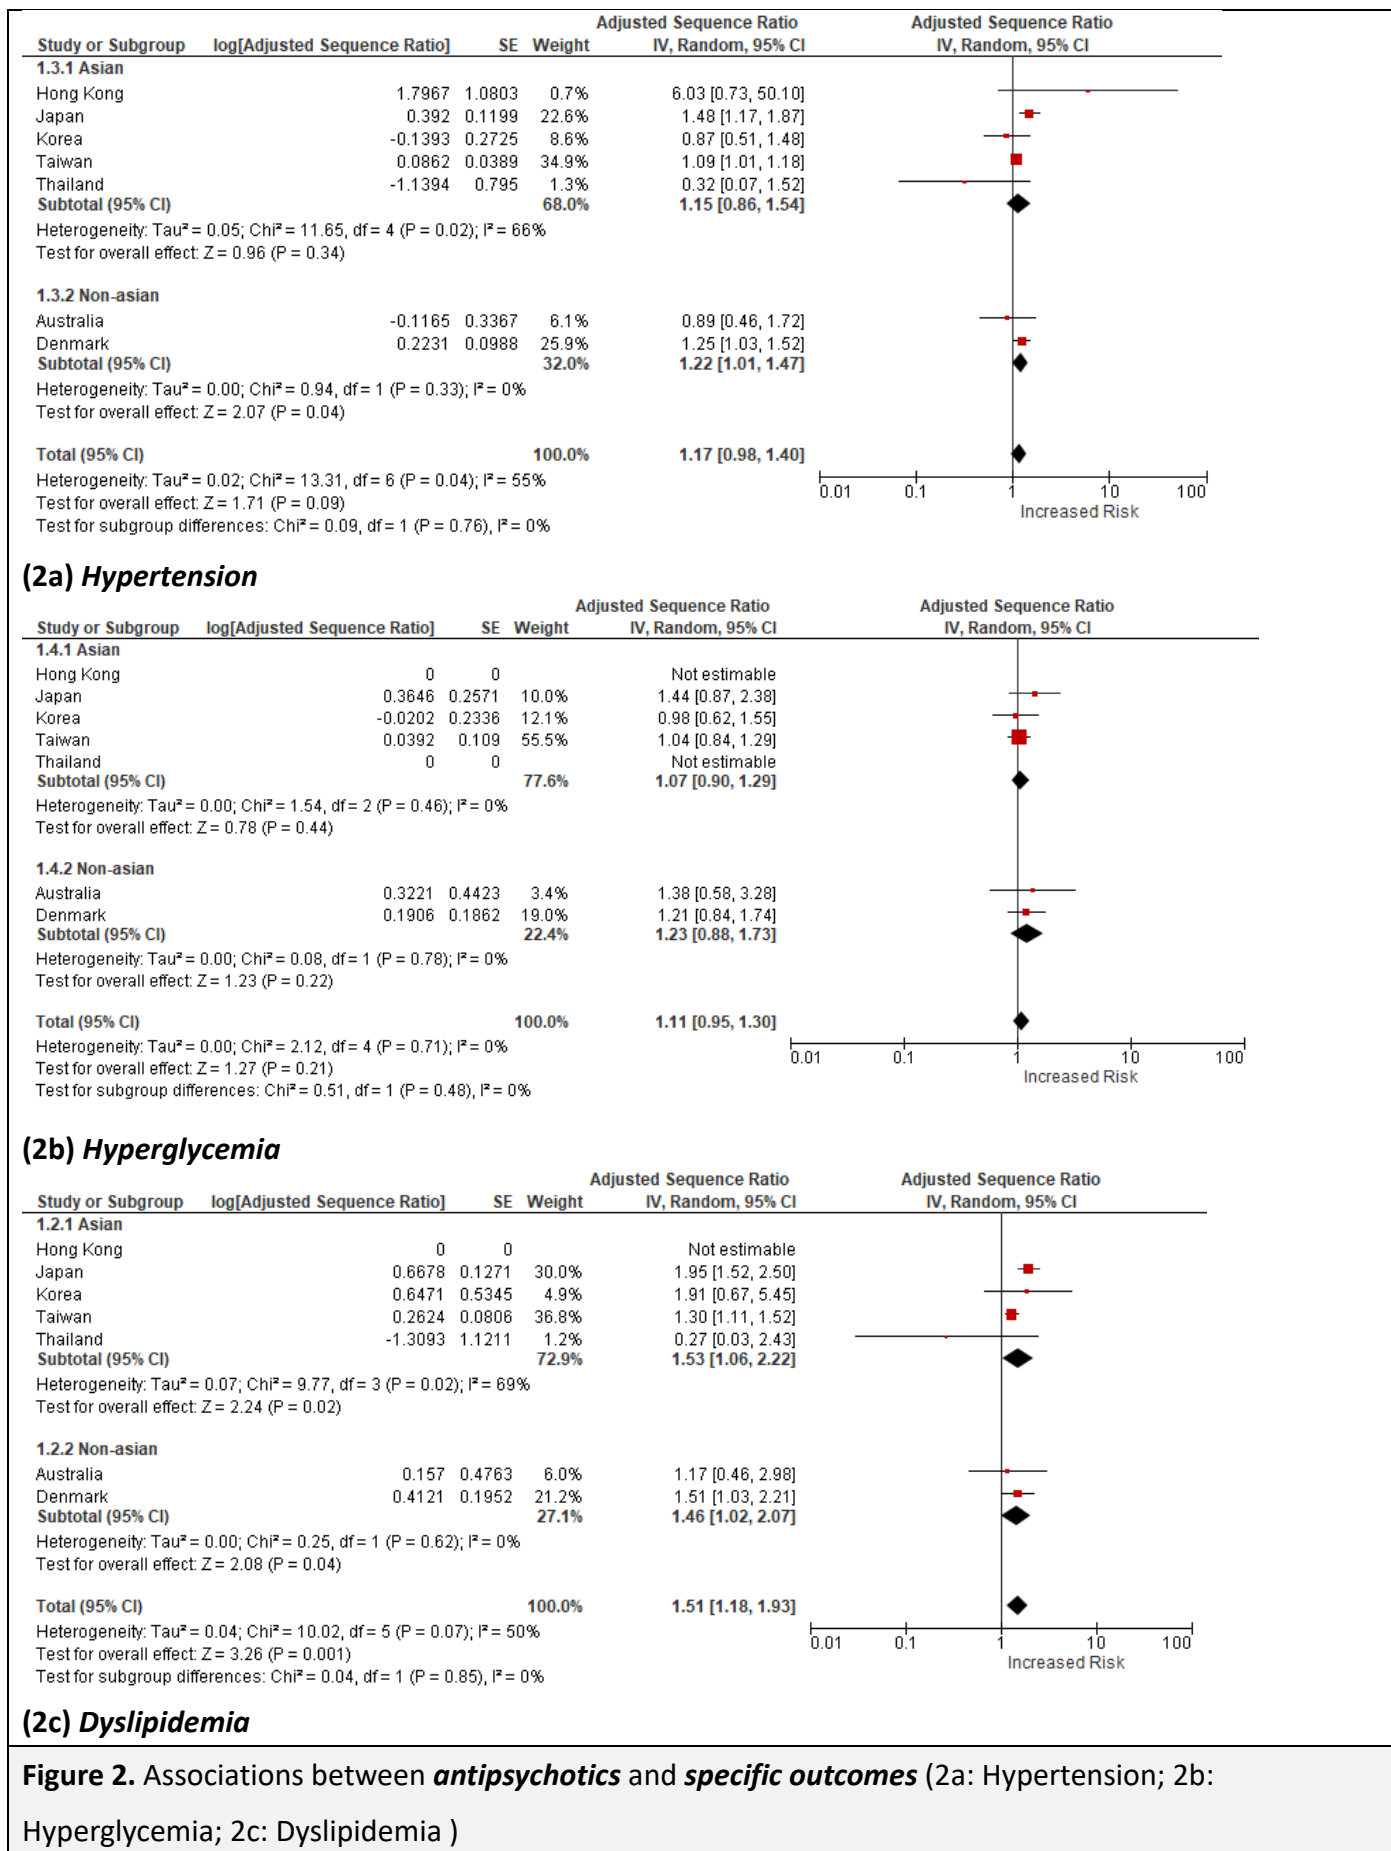 Adjusted Sequence Ratio Adjusted Sequence Ratio
Study or Subgroup log[Adjusted Sequence Ratio] SE Weight IV, Random, 95% CI IV, Random, 95% CI
1.3.1 Asian
Hong Kong 1.7967 1.0803 0.7% 6.03 [0.73, 50.10]
Japan 0.392 0.1199 22.6% 1.48 [1.17, 1.87]
Korea -0.1393 0.2725 8.6% 0.87 [0.51, 1.48]
Taiwan 0.0862 0.0389 34.9% 1.09 [1.01, 1.18]
Thailand -1.1394 0.795 1.3% 0.32 [0.07, 1.52]
Subtotal (95% CI) 68.0% 1.15 [0.86, 1.54]
Heterogeneity: Tau² = 0.05; Chi² = 11.65, df = 4 (P = 0.02); I² = 66%
Test for overall effect: Z = 0.96 (P = 0.34)
1.3.2 Non-asian
Australia -0.1165 0.3367 6.1% 0.89 [0.46, 1.72]
Denmark 0.2231 0.0988 25.9% 1.25 [1.03, 1.52]
Subtotal (95% CI) 32.0% 1.22 [1.01, 1.47]
Heterogeneity: Tau² = 0.00; Chi² = 0.94, df = 1 (P = 0.33); I² = 0%
Test for overall effect: Z = 2.07 (P = 0.04)
Total (95% CI) 100.0% 1.17 [0.98, 1.40]
Heterogeneity: Tau² = 0.02; Chi² = 13.31, df = 6 (P = 0.04); I² = 55%
Test for overall effect: Z = 1.71 (P = 0.09)
Test for subgroup differences: Chi² = 0.09, df = 1 (P = 0.76), I² = 0%
0.01 0.1 1 10 100
Increased Risk
(2a) Hypertension
Adjusted Sequence Ratio Adjusted Sequence Ratio
Study or Subgroup log[Adjusted Sequence Ratio] SE Weight IV, Random, 95% CI IV, Random, 95% CI
1.4.1 Asian
Hong Kong 0 0 Not estimable
Japan 0.3646 0.2571 10.0% 1.44 [0.87, 2.38]
Korea -0.0202 0.2336 12.1% 0.98 [0.62, 1.55]
Taiwan 0.0392 0.109 55.5% 1.04 [0.84, 1.29]
Thailand 0 0 Not estimable
Subtotal (95% CI) 77.6% 1.07 [0.90, 1.29]
Heterogeneity: Tau² = 0.00; Chi² = 1.54, df = 2 (P = 0.46); I² = 0%
Test for overall effect: Z = 0.78 (P = 0.44)
1.4.2 Non-asian
Australia 0.3221 0.4423 3.4% 1.38 [0.58, 3.28]
Denmark 0.1906 0.1862 19.0% 1.21 [0.84, 1.74]
Subtotal (95% CI) 22.4% 1.23 [0.88, 1.73]
Heterogeneity: Tau² = 0.00; Chi² = 0.08, df = 1 (P = 0.78); I² = 0%
Test for overall effect: Z = 1.23 (P = 0.22)
Total (95% CI) 100.0% 1.11 [0.95, 1.30]
Heterogeneity: Tau² = 0.00; Chi² = 2.12, df = 4 (P = 0.71); I² = 0%
Test for overall effect: Z = 1.27 (P = 0.21)
Test for subgroup differences: Chi² = 0.51, df = 1 (P = 0.48), I² = 0%
0.01 0.1 1 10 100
Increased Risk
(2b) Hyperglycemia
Adjusted Sequence Ratio Adjusted Sequence Ratio
Study or Subgroup log[Adjusted Sequence Ratio] SE Weight IV, Random, 95% CI IV, Random, 95% CI
1.2.1 Asian
Hong Kong 0 0 Not estimable
Japan 0.6678 0.1271 30.0% 1.95 [1.52, 2.50]
Korea 0.6471 0.5345 4.9% 1.91 [0.67, 5.45]
Taiwan 0.2624 0.0806 36.8% 1.30 [1.11, 1.52]
Thailand -1.3093 1.1211 1.2% 0.27 [0.03, 2.43]
Subtotal (95% CI) 72.9% 1.53 [1.06, 2.22]
Heterogeneity: Tau² = 0.07; Chi² = 9.77, df = 3 (P = 0.02); I² = 69%
Test for overall effect: Z = 2.24 (P = 0.02)
1.2.2 Non-asian
Australia 0.157 0.4763 6.0% 1.17 [0.46, 2.98]
Denmark 0.4121 0.1952 21.2% 1.51 [1.03, 2.21]
Subtotal (95% CI) 27.1% 1.46 [1.02, 2.07]
Heterogeneity: Tau² = 0.00; Chi² = 0.25, df = 1 (P = 0.62); I² = 0%
Test for overall effect: Z = 2.08 (P = 0.04)
Total (95% CI) 100.0% 1.51 [1.18, 1.93]
Heterogeneity: Tau² = 0.04; Chi² = 10.02, df = 5 (P = 0.07); I² = 50%
Test for overall effect: Z = 3.26 (P = 0.001)
Test for subgroup differences: Chi² = 0.04, df = 1 (P = 0.85), I² = 0%
0.01 0.1 1 10 100
Increased Risk
(2c) Dyslipidemia
Figure 2. Associations between antipsychotics and specific outcomes (2a: Hypertension; 2b:
Hyperglycemia; 2c: Dyslipidemia )